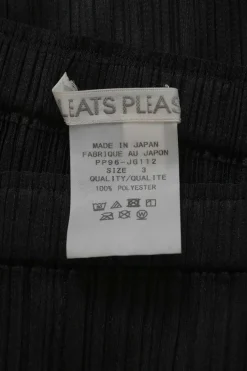 LEATS PLEAS
MADE IN JAPAN
FABRIQUE AU JAPON
PP96-JG112
SIZE 3
QUALITY/QUALITE
100% POLYESTER